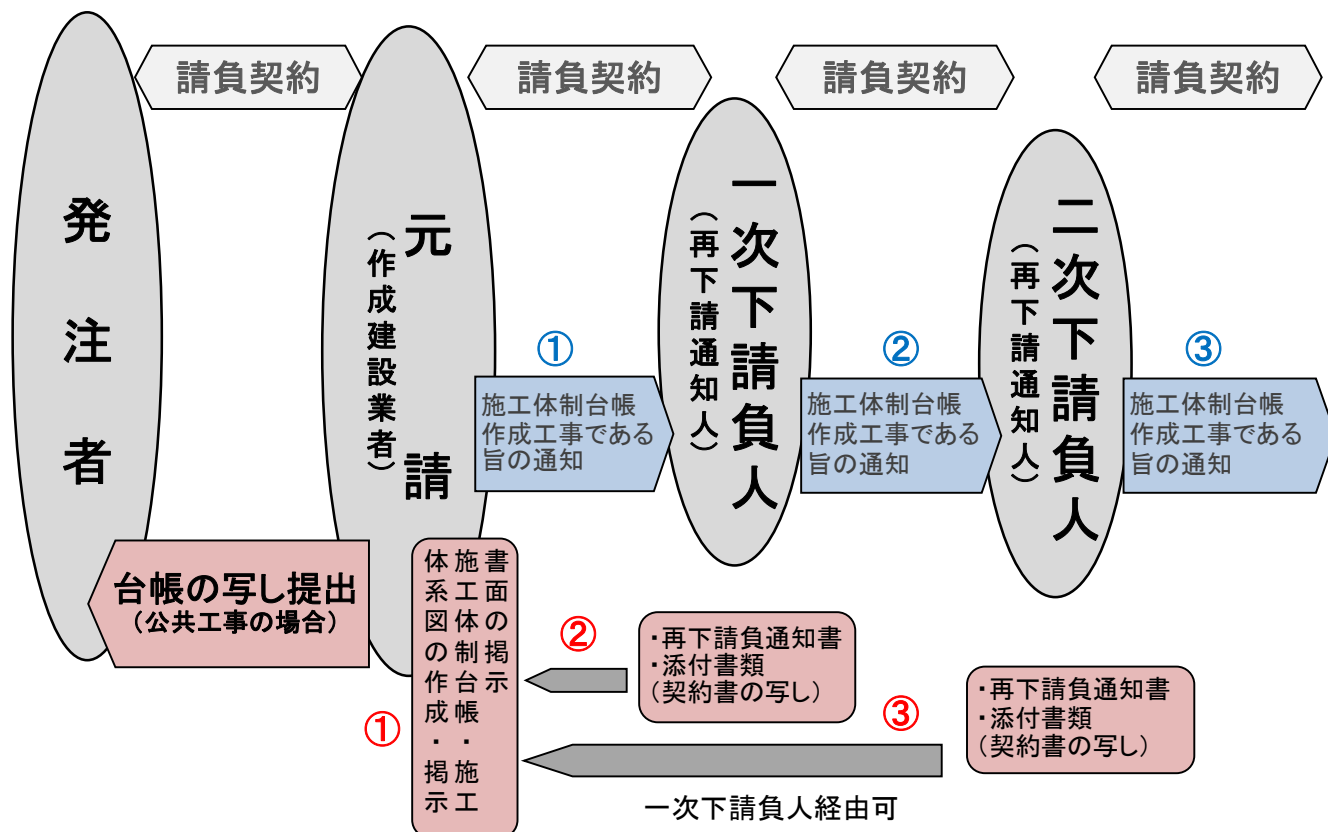 請負契約
請負契約
請負契約
請負契約
発注者
元請
（作成建設業者）
一次下請負人
（再下請通知人）
二次下請負人
（再下請通知人）
①
施工体制台帳
作成工事である
旨の通知
②
施工体制台帳
作成工事である
旨の通知
③
施工体制台帳
作成工事である
旨の通知
台帳の写し提出
（公共工事の場合）
①
書面の掲示
施工体制台帳・施工
体系図の作成・掲示
②
・再下請負通知書
・添付書類
（契約書の写し）
③
・再下請負通知書
・添付書類
（契約書の写し）
一次下請負人経由可